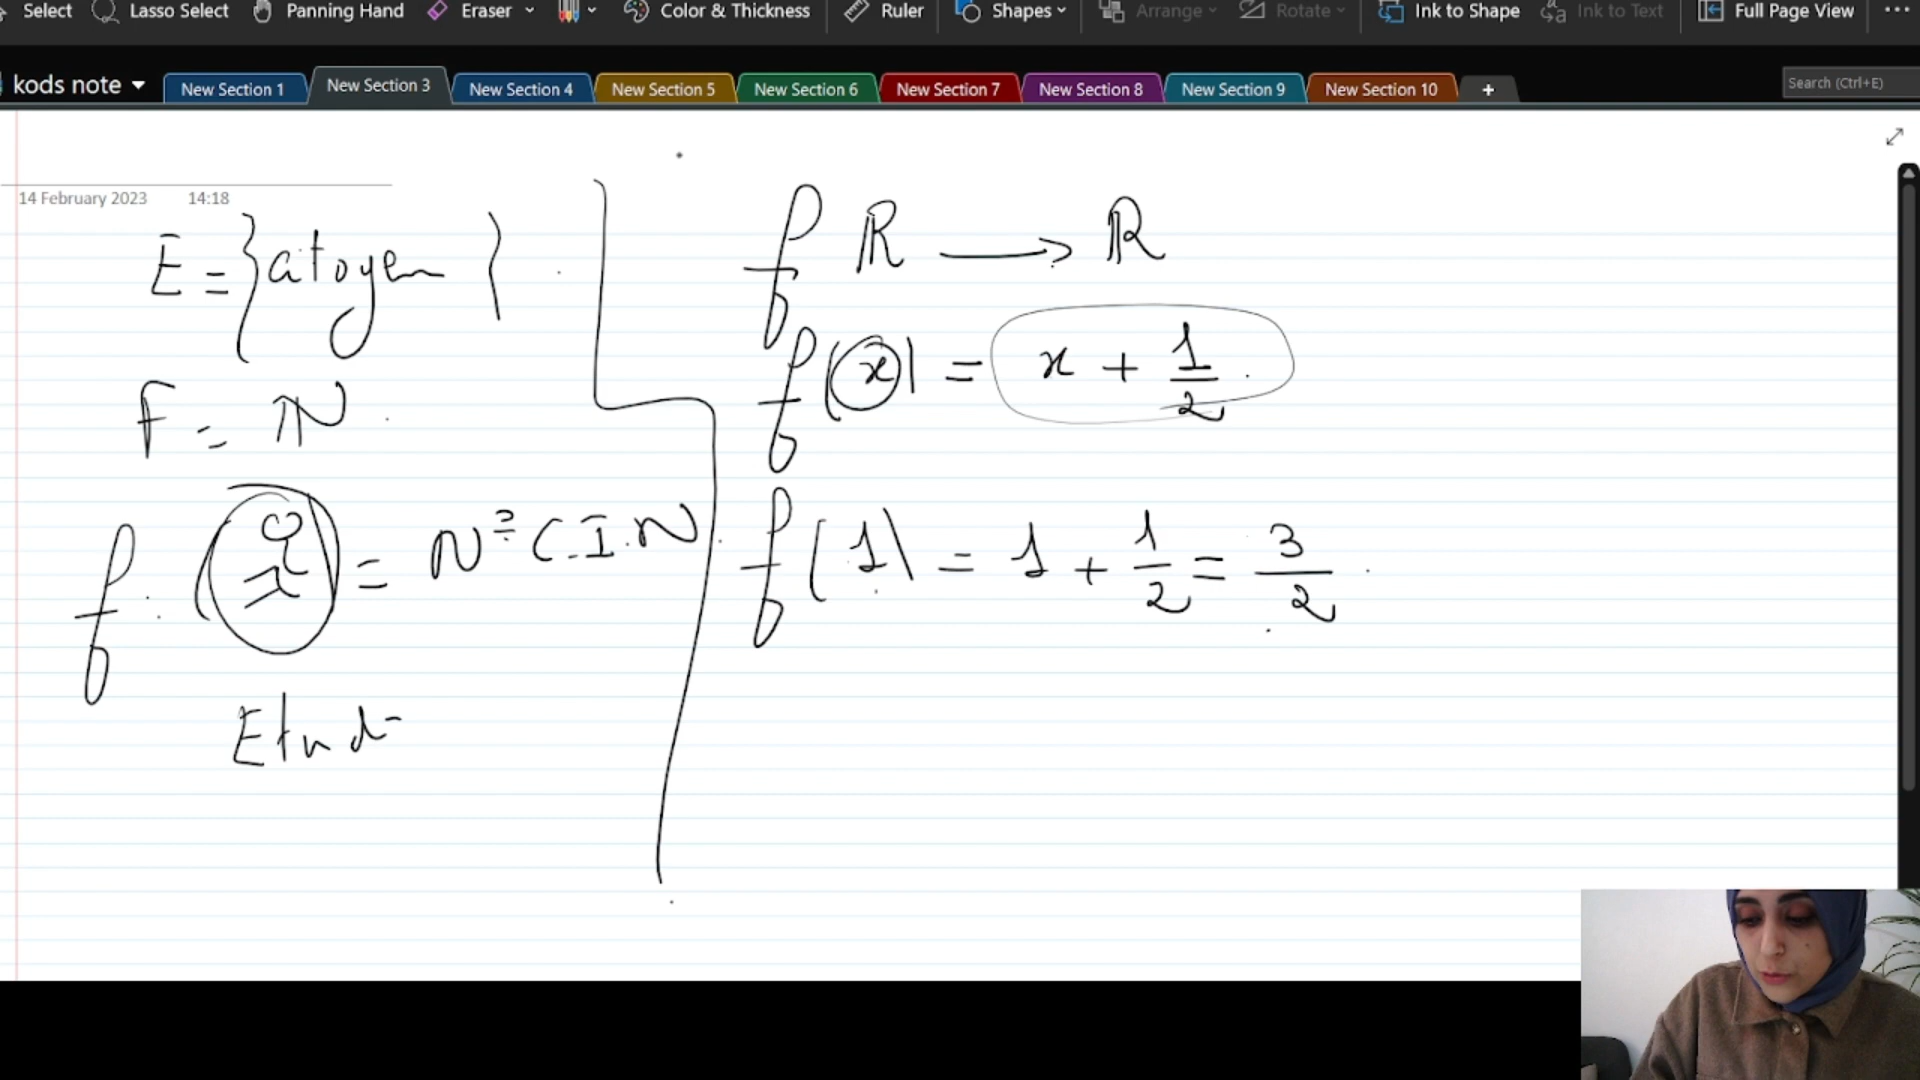 Select Lasso Select Panning Hand Eraser Color & Thickness Ruler Shapes Arrange Rotate Ink to Shape Ink to Text Full Page View
kods note New Section 1 New Section 3 New Section 4 New Section 5 New Section 6 New Section 7 New Section 8 New Section 9 New Section 10 + Search (Ctrl+E)
14 February 2023 14:18
E = {citoyen}
F = ℕ
f : ( ) = N° C.I.N.
Etud
f ℝ → ℝ
f(x) = x + 1/2
f(1) = 1 + 1/2 = 3/2